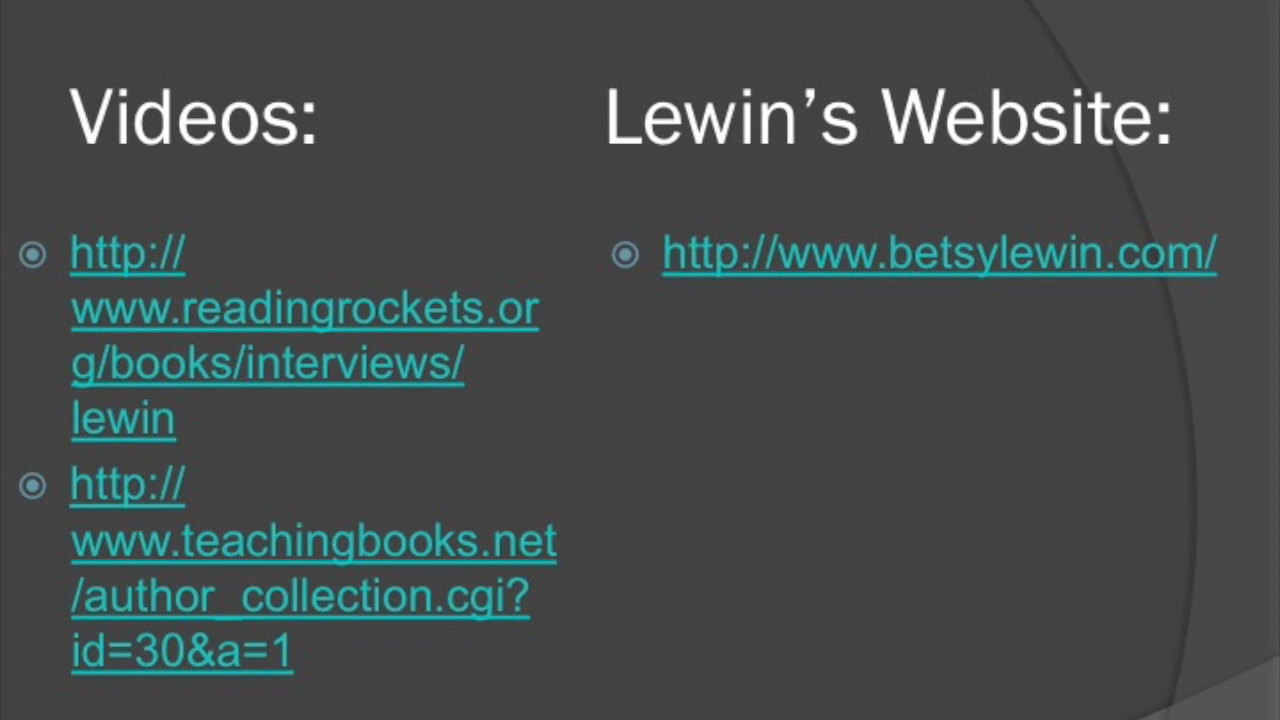 Videos:
http://
www.readingrockets.or
g/books/interviews/
lewin
http://
www.teachingbooks.net
/author_collection.cgi?
id=30&a=1
Lewin’s Website:
http://www.betsylewin.com/